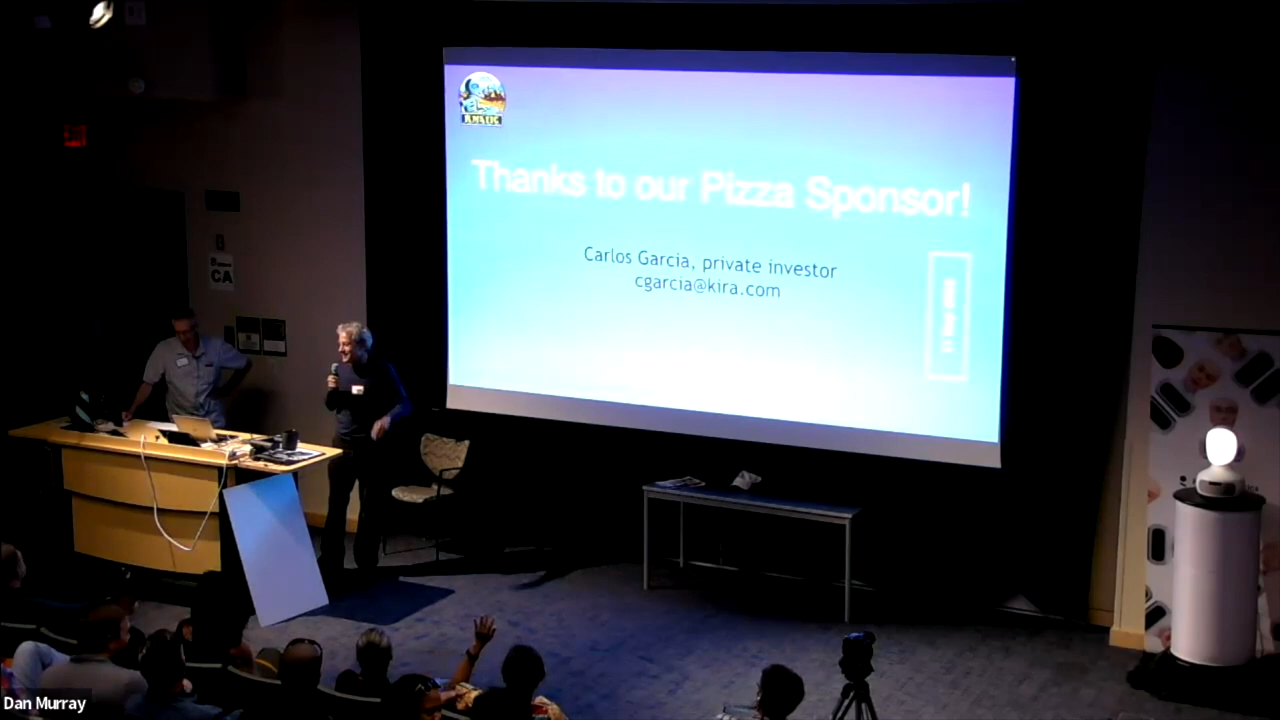 Thanks to our Pizza Sponsor!
Carlos Garcia, private investor
cgarcia@kira.com
CA
Dan Murray